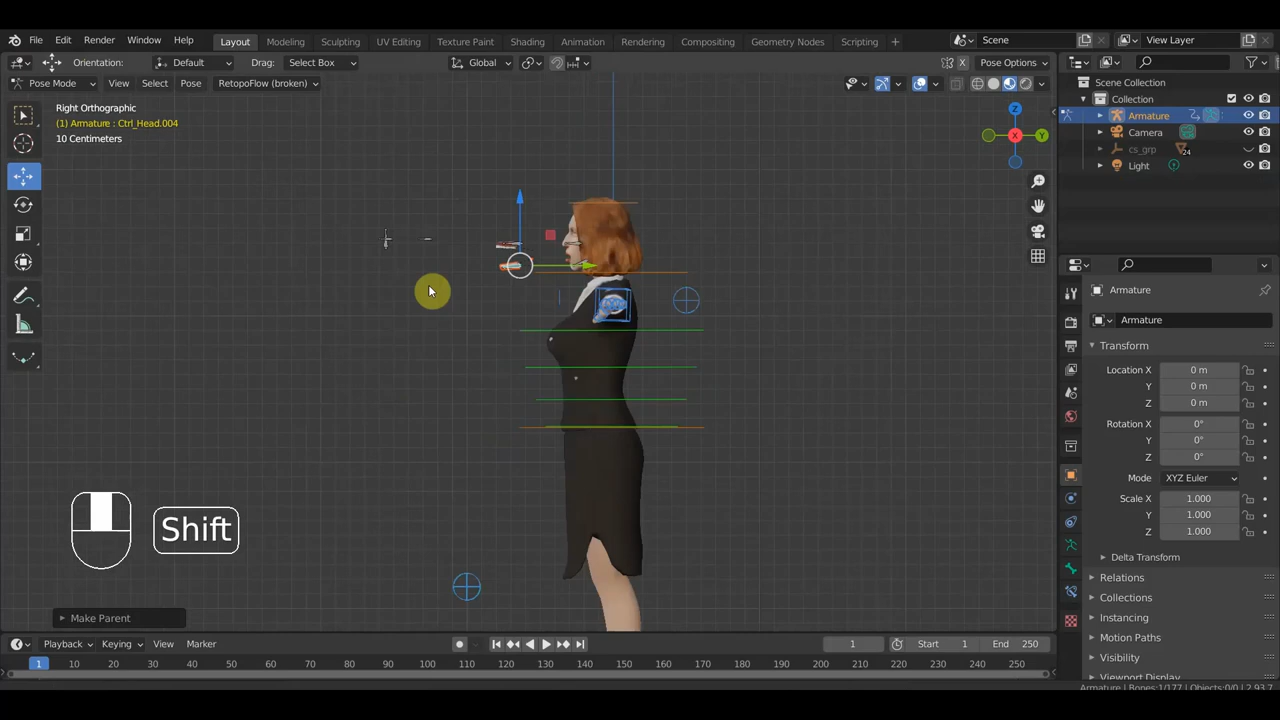 File Edit Render Window Help Layout Modeling Sculpting UV Editing Texture Paint Shading Animation Rendering Compositing Geometry Nodes Scripting + Scene View Layer
Orientation: Default Drag: Select Box Global Pose Options
Pose Mode View Select Pose RetopoFlow (broken)
Right Orthographic
(1) Armature : Ctrl_Head.004
10 Centimeters
Z
X
Y
Shift
Make Parent
Scene Collection
Collection
Armature
Camera
cs_grp 24
Light
Armature
Armature
Transform
Location X 0 m
Y 0 m
Z 0 m
Rotation X 0°
Y 0°
Z 0°
Mode XYZ Euler
Scale X 1.000
Y 1.000
Z 1.000
Delta Transform
Relations
Collections
Instancing
Motion Paths
Visibility
Viewport Display
Playback Keying View Marker 1 Start 1 End 250
1 10 20 30 40 50 60 70 80 90 100 110 120 130 140 150 160 170 180 190 200 210 220 230 240 250
Armature | Bones:1/177 | Objects:0/0 | 2.93.7